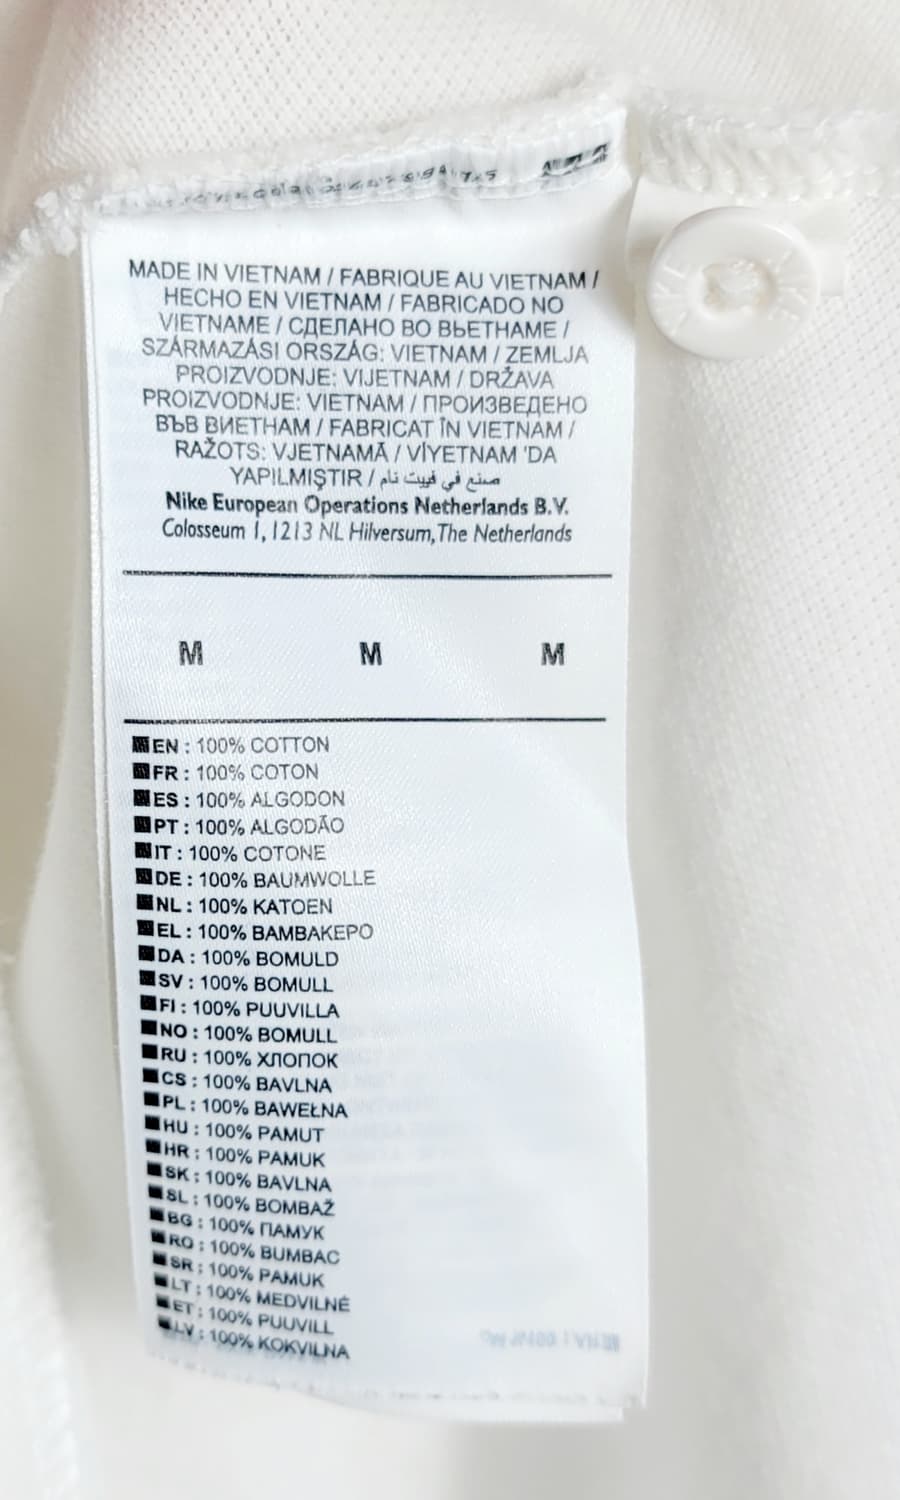 MADE IN VIETNAM / FABRIQUE AU VIETNAM /
HECHO EN VIETNAM / FABRICADO NO
VIETNAME / СДЕЛАНО ВО ВЬЕТНАМЕ /
SZÁRMAZÁSI ORSZÁG: VIETNAM / ZEMLJA
PROIZVODNJE: VIJETNAM / DRŽAVA
PROIZVODNJE: VIETNAM / ПРОИЗВЕДЕНО
ВЪВ ВИЕТНАМ / FABRICAT ÎN VIETNAM /
RAŽOTS: VJETNAMĀ / VİYETNAM 'DA
YAPILMIŞTIR / صنع في فييت نام
Nike European Operations Netherlands B.V.
Colosseum 1, 1213 NL Hilversum, The Netherlands
M M M
EN : 100% COTTON
FR : 100% COTON
ES : 100% ALGODON
PT : 100% ALGODÃO
IT : 100% COTONE
DE : 100% BAUMWOLLE
NL : 100% KATOEN
EL : 100% ΒΑΜΒΑΚΕΡΟ
DA : 100% BOMULD
SV : 100% BOMULL
FI : 100% PUUVILLA
NO : 100% BOMULL
RU : 100% ХЛОПОК
CS : 100% BAVLNA
PL : 100% BAWEŁNA
HU : 100% PAMUT
HR : 100% PAMUK
SK : 100% BAVLNA
SL : 100% BOMBAŽ
BG : 100% ПАМУК
RO : 100% BUMBAC
SR : 100% PAMUK
LT : 100% MEDVILNĖ
ET : 100% PUUVILL
LV : 100% KOKVILNA